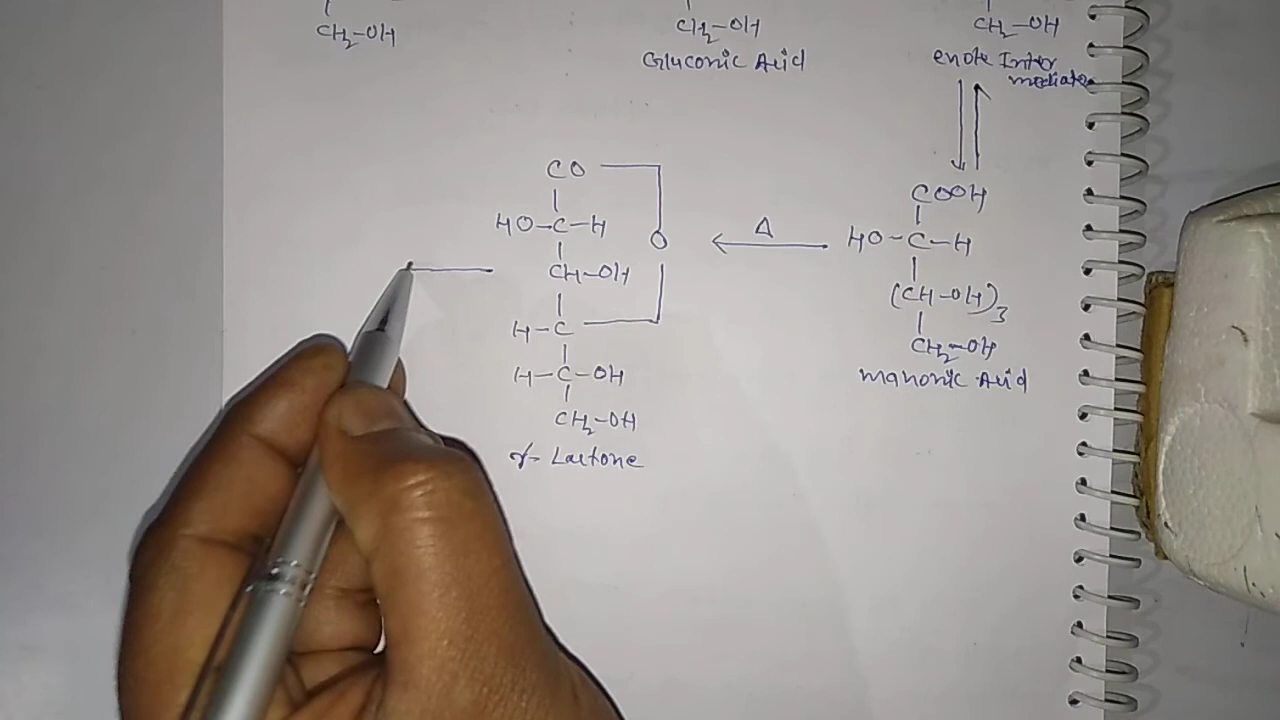 CH2-OH
CH2-OH
CH2-OH
Gluconic Acid
enole Inter
mediate
CO
HO-C-H
O
CH-OH
H-C
H-C-OH
CH2-OH
γ- Lactone
Δ
COOH
HO-C-H
(CH-OH)3
CH2-OH
manonic Acid